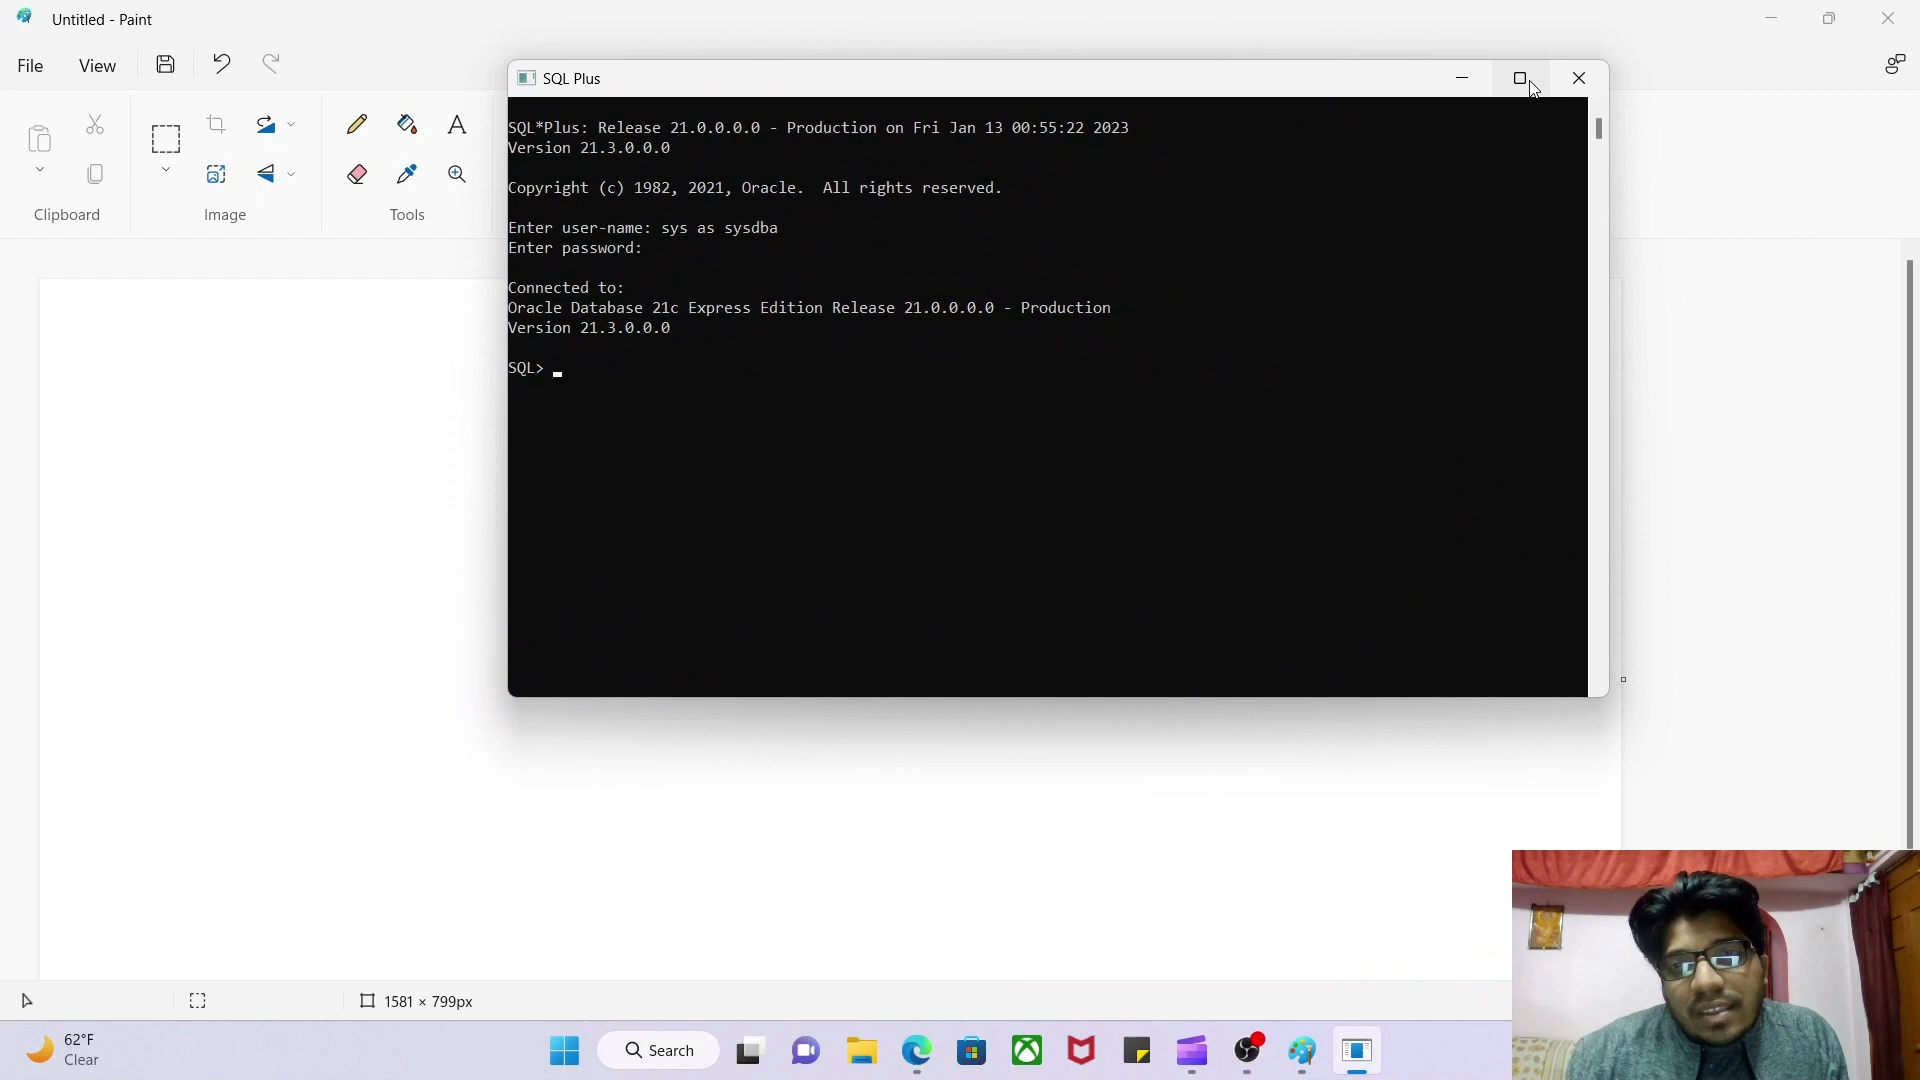 Untitled - Paint
File
View
Clipboard
Image
Tools
SQL Plus
SQL*Plus: Release 21.0.0.0.0 - Production on Fri Jan 13 00:55:22 2023
Version 21.3.0.0.0
Copyright (c) 1982, 2021, Oracle.  All rights reserved.
Enter user-name: sys as sysdba
Enter password:
Connected to:
Oracle Database 21c Express Edition Release 21.0.0.0.0 - Production
Version 21.3.0.0.0
SQL>
1581 × 799px
62°F
Clear
Search